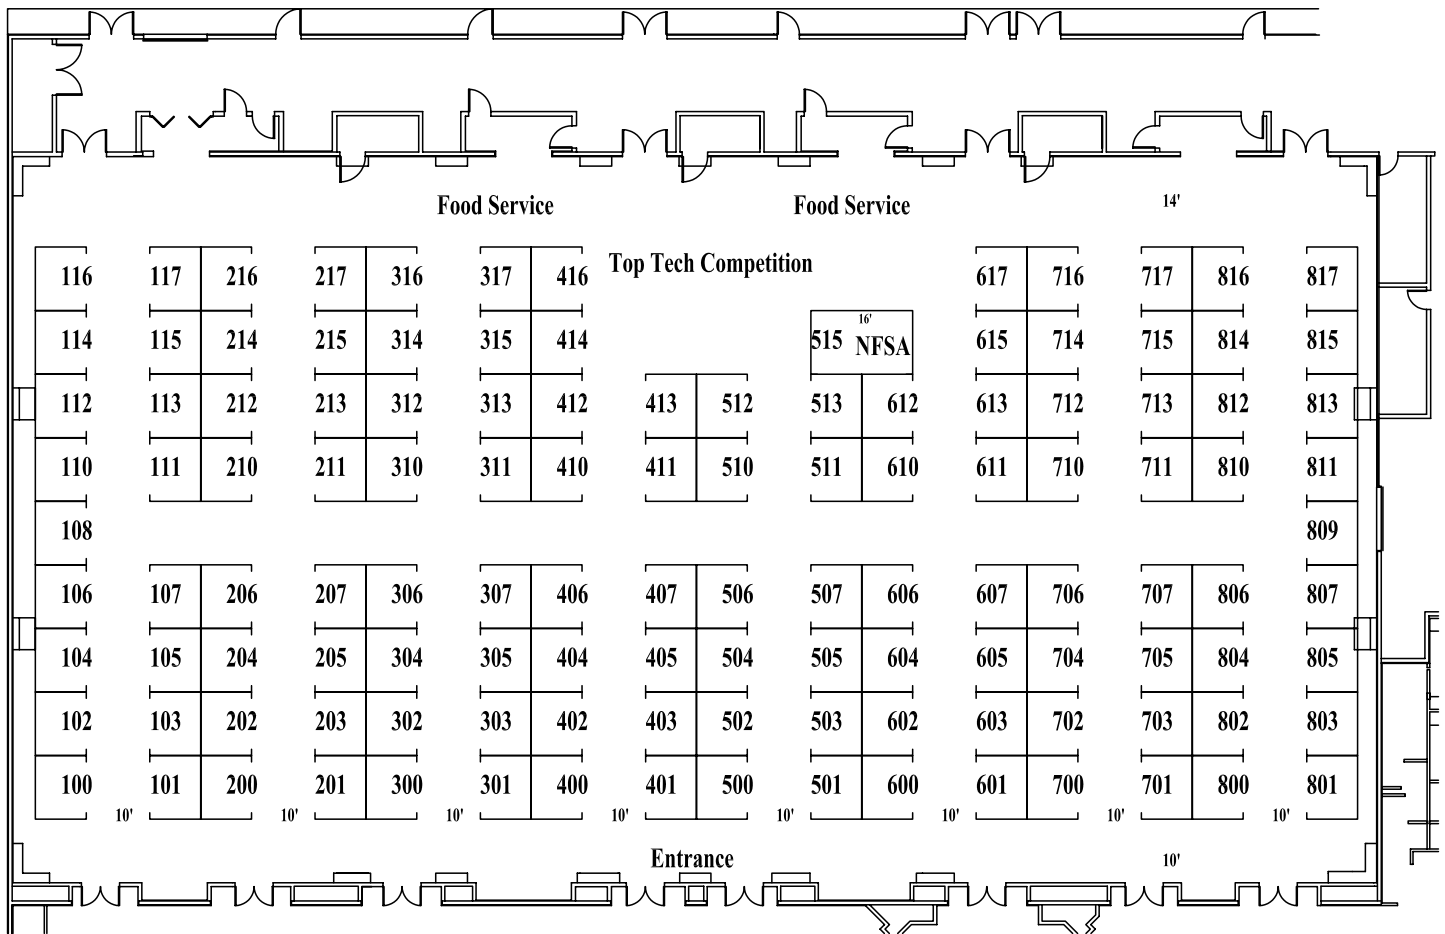 Food Service Food Service 14'
Top Tech Competition
116 117 216 217 316 317 416 617 716 717 816 817
16'
114 115 214 215 314 315 414 515 NFSA 615 714 715 814 815
112 113 212 213 312 313 412 413 512 513 612 613 712 713 812 813
110 111 210 211 310 311 410 411 510 511 610 611 710 711 810 811
108 809
106 107 206 207 306 307 406 407 506 507 606 607 706 707 806 807
104 105 204 205 304 305 404 405 504 505 604 605 704 705 804 805
102 103 202 203 302 303 402 403 502 503 602 603 702 703 802 803
100 101 200 201 300 301 400 401 500 501 600 601 700 701 800 801
10' 10' 10' 10' 10' 10' 10' 10'
Entrance 10'